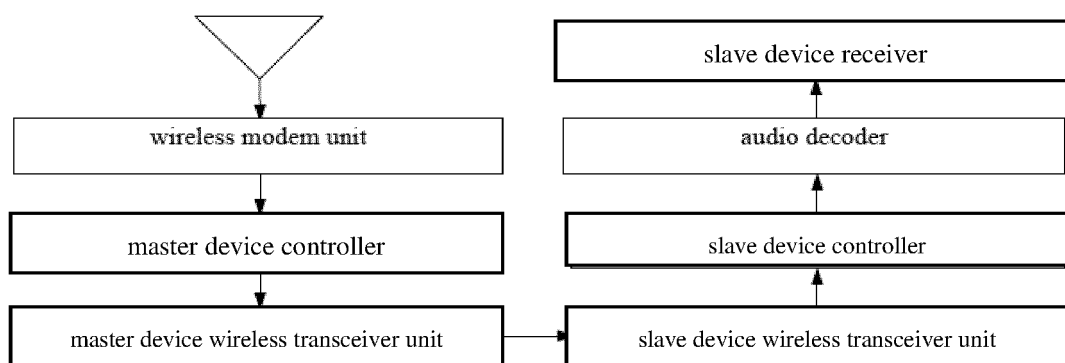 wireless modem unit
master device controller
master device wireless transceiver unit
slave device receiver
audio decoder
slave device controller
slave device wireless transceiver unit